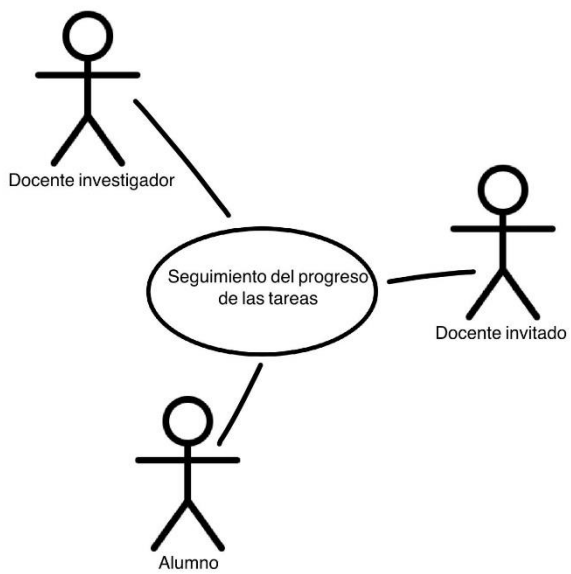 Docente investigador
Seguimiento del progreso
de las tareas
Docente invitado
Alumno